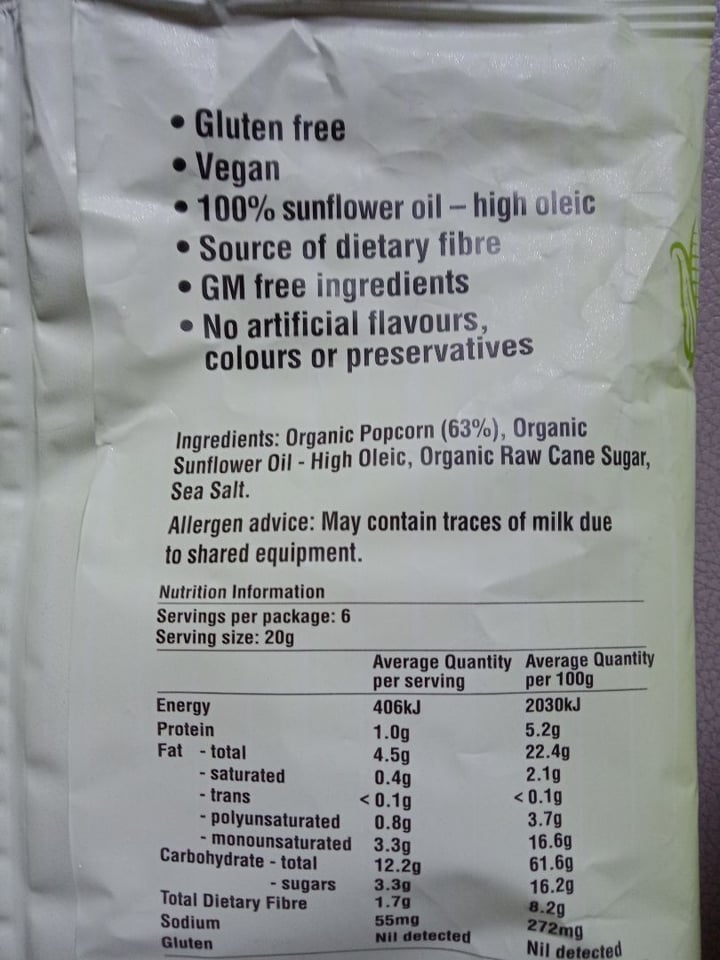 • Gluten free
• Vegan
• 100% sunflower oil – high oleic
• Source of dietary fibre
• GM free ingredients
• No artificial flavours,
colours or preservatives
Ingredients: Organic Popcorn (63%), Organic
Sunflower Oil - High Oleic, Organic Raw Cane Sugar,
Sea Salt.
Allergen advice: May contain traces of milk due
to shared equipment.
Nutrition Information
Servings per package: 6
Serving size: 20g
Average Quantity Average Quantity
per serving per 100g
Energy 406kJ 2030kJ
Protein 1.0g 5.2g
Fat - total 4.5g 22.4g
- saturated 0.4g 2.1g
- trans < 0.1g < 0.1g
- polyunsaturated 0.8g 3.7g
- monounsaturated 3.3g 16.6g
Carbohydrate - total 12.2g 61.6g
- sugars 3.3g 16.2g
Total Dietary Fibre 1.7g 8.2g
Sodium 55mg 272mg
Gluten Nil detected Nil detected